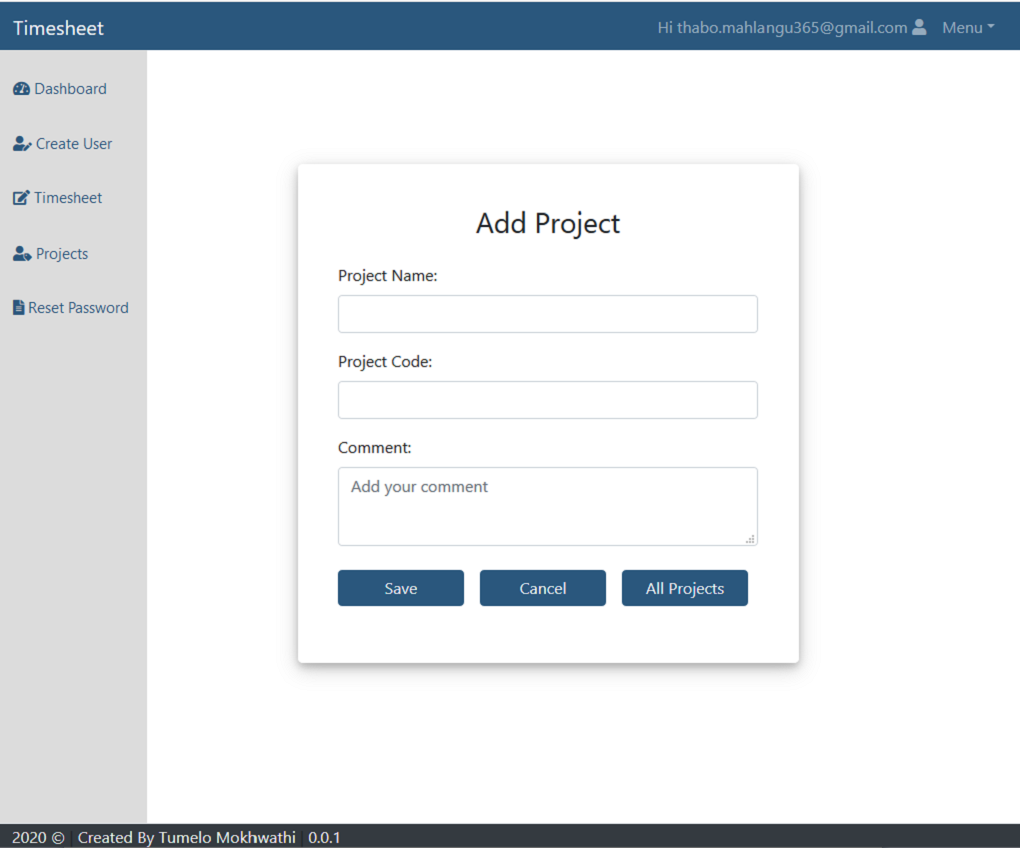 Timesheet
Hi thabo.mahlangu365@gmail.com Menu
Dashboard
Create User
Timesheet
Projects
Reset Password
Add Project
Project Name:
Project Code:
Comment:
Add your comment
Save Cancel All Projects
2020 © | Created By Tumelo Mokhwathi | 0.0.1